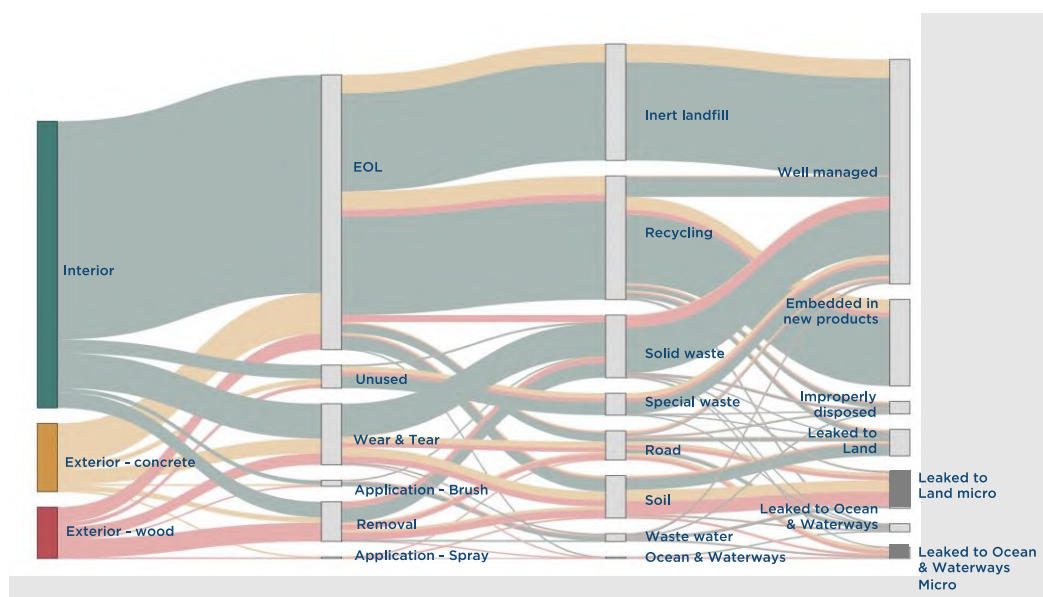 Interior
Exterior - concrete
Exterior - wood
EOL
Unused
Wear & Tear
Application - Brush
Removal
Application - Spray
Inert landfill
Recycling
Solid waste
Special waste
Road
Soil
Waste water
Ocean & Waterways
Well managed
Embedded in
new products
Improperly
disposed
Leaked to
Land
Leaked to
Land micro
Leaked to Ocean
& Waterways
Leaked to Ocean
& Waterways
Micro